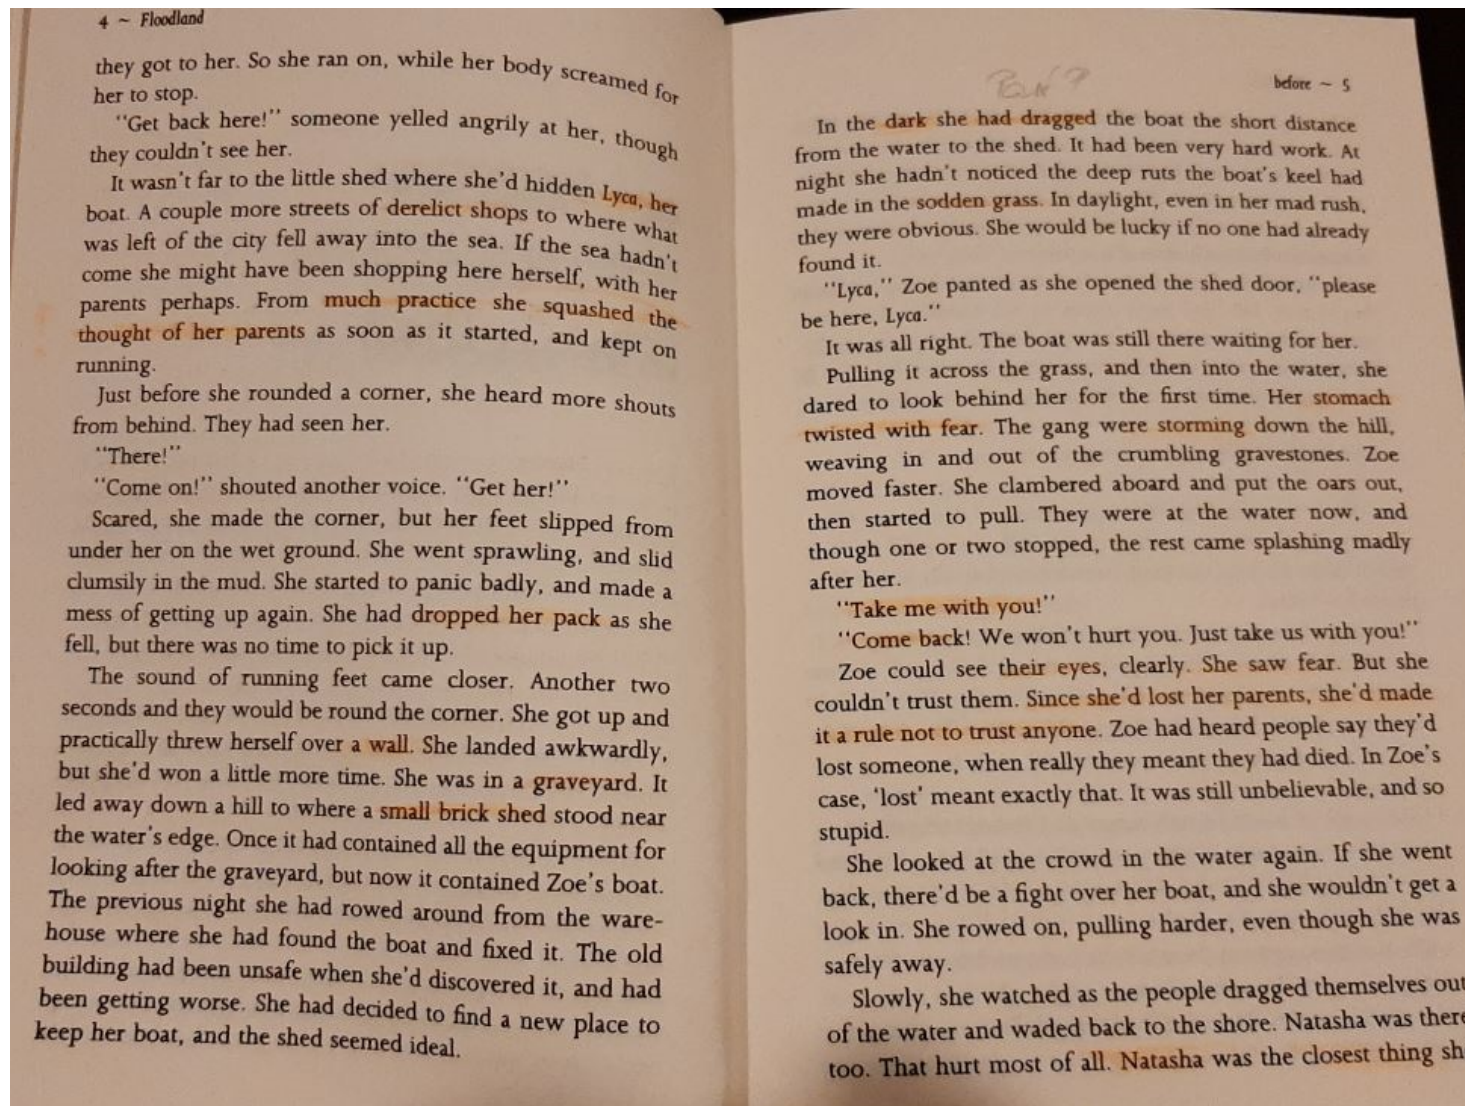 4 ~ Floodland
they got to her. So she ran on, while her body screamed for
her to stop.
"Get back here!" someone yelled angrily at her, though
they couldn't see her.
It wasn't far to the little shed where she'd hidden Lyca, her
boat. A couple more streets of derelict shops to where what
was left of the city fell away into the sea. If the sea hadn't
come she might have been shopping here herself, with her
parents perhaps. From much practice she squashed the
thought of her parents as soon as it started, and kept on
running.
Just before she rounded a corner, she heard more shouts
from behind. They had seen her.
"There!"
"Come on!" shouted another voice. "Get her!"
Scared, she made the corner, but her feet slipped from
under her on the wet ground. She went sprawling, and slid
clumsily in the mud. She started to panic badly, and made a
mess of getting up again. She had dropped her pack as she
fell, but there was no time to pick it up.
The sound of running feet came closer. Another two
seconds and they would be round the corner. She got up and
practically threw herself over a wall. She landed awkwardly,
but she'd won a little more time. She was in a graveyard. It
led away down a hill to where a small brick shed stood near
the water's edge. Once it had contained all the equipment for
looking after the graveyard, but now it contained Zoe's boat.
The previous night she had rowed around from the ware-
house where she had found the boat and fixed it. The old
building had been unsafe when she'd discovered it, and had
been getting worse. She had decided to find a new place to
keep her boat, and the shed seemed ideal.
before ~ 5
In the dark she had dragged the boat the short distance
from the water to the shed. It had been very hard work. At
night she hadn't noticed the deep ruts the boat's keel had
made in the sodden grass. In daylight, even in her mad rush,
they were obvious. She would be lucky if no one had already
found it.
"Lyca," Zoe panted as she opened the shed door, "please
be here, Lyca."
It was all right. The boat was still there waiting for her.
Pulling it across the grass, and then into the water, she
dared to look behind her for the first time. Her stomach
twisted with fear. The gang were storming down the hill,
weaving in and out of the crumbling gravestones. Zoe
moved faster. She clambered aboard and put the oars out,
then started to pull. They were at the water now, and
though one or two stopped, the rest came splashing madly
after her.
"Take me with you!"
"Come back! We won't hurt you. Just take us with you!"
Zoe could see their eyes, clearly. She saw fear. But she
couldn't trust them. Since she'd lost her parents, she'd made
it a rule not to trust anyone. Zoe had heard people say they'd
lost someone, when really they meant they had died. In Zoe's
case, 'lost' meant exactly that. It was still unbelievable, and so
stupid.
She looked at the crowd in the water again. If she went
back, there'd be a fight over her boat, and she wouldn't get a
look in. She rowed on, pulling harder, even though she was
safely away.
Slowly, she watched as the people dragged themselves out
of the water and waded back to the shore. Natasha was there
too. That hurt most of all. Natasha was the closest thing sh